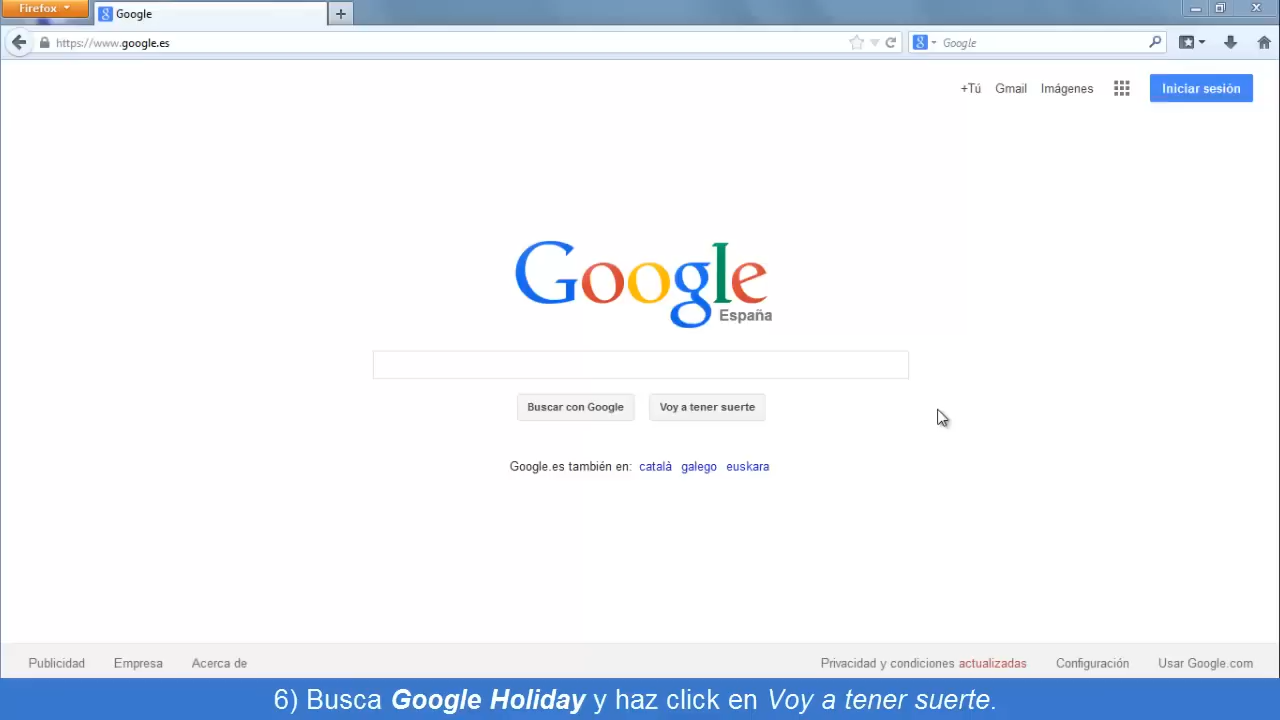 Firefox
Google
https://www.google.es
Google
+Tú Gmail Imágenes Iniciar sesión
Google
España
Buscar con Google Voy a tener suerte
Google.es también en: català galego euskara
Publicidad Empresa Acerca de Privacidad y condiciones actualizadas Configuración Usar Google.com
6) Busca Google Holiday y haz click en Voy a tener suerte.